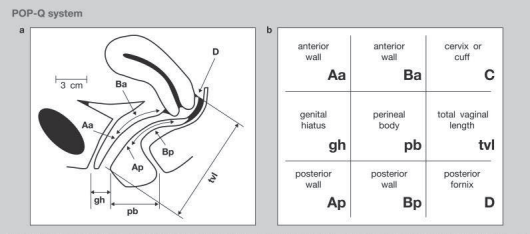 POP-Q system
a
D
Ba
3 cm
Aa
Bp
Ap
tvl
gh
pb
b
anterior
wall
Aa
anterior
wall
Ba
cervix or
cuff
C
genital
hiatus
gh
perineal
body
pb
total vaginal
length
tvl
posterior
wall
Ap
posterior
wall
Bp
posterior
fornix
D